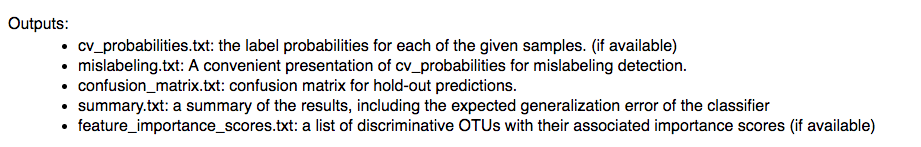 Outputs:
• cv_probabilities.txt: the label probabilities for each of the given samples. (if available)
• mislabeling.txt: A convenient presentation of cv_probabilities for mislabeling detection.
• confusion_matrix.txt: confusion matrix for hold-out predictions.
• summary.txt: a summary of the results, including the expected generalization error of the classifier
• feature_importance_scores.txt: a list of discriminative OTUs with their associated importance scores (if available)